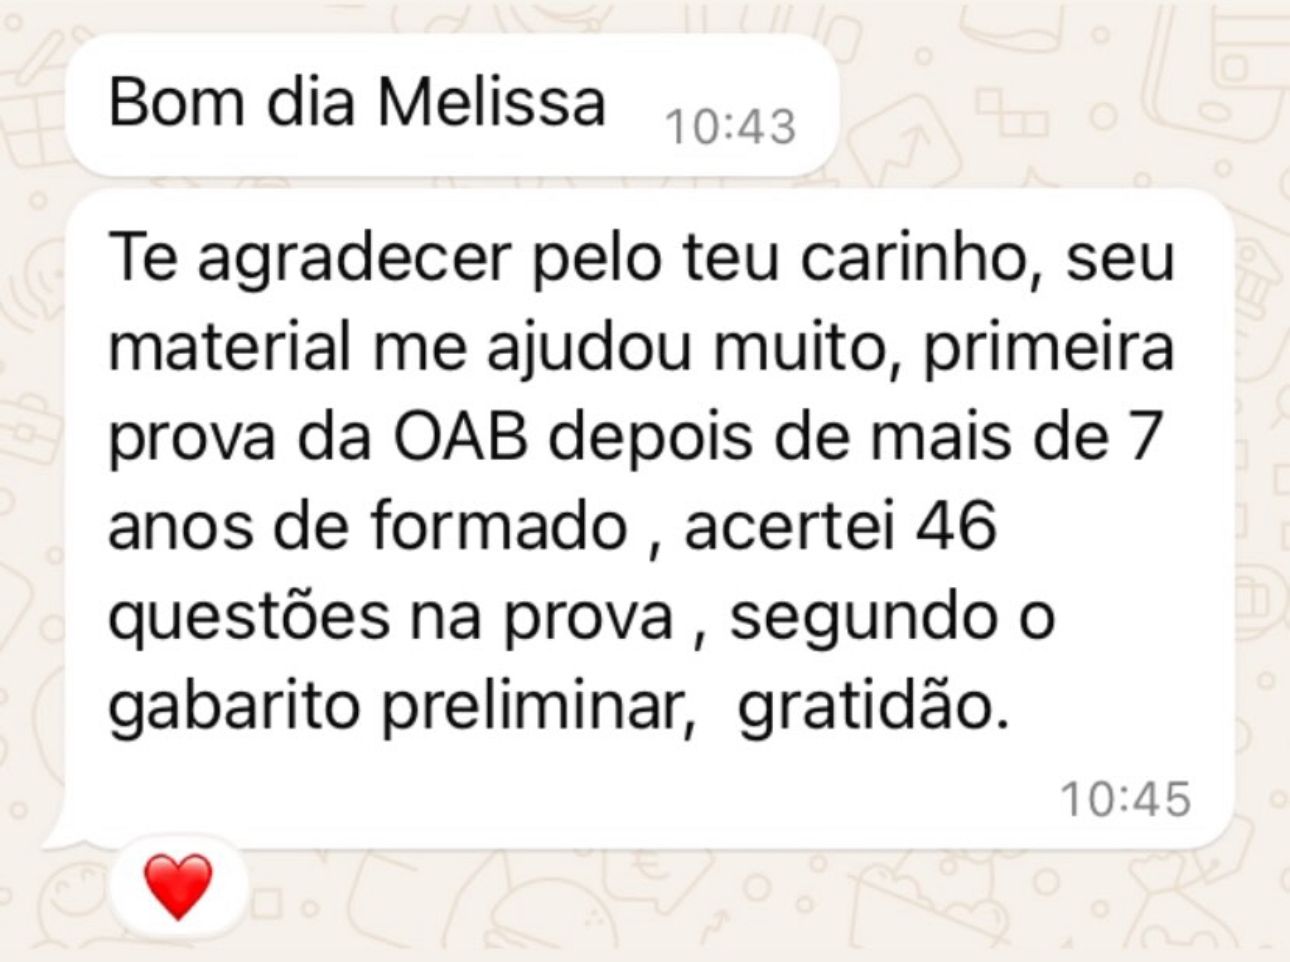 Bom dia Melissa
10:43
Te agradecer pelo teu carinho, seu
material me ajudou muito, primeira
prova da OAB depois de mais de 7
anos de formado , acertei 46
questões na prova , segundo o
gabarito preliminar,  gratidão.
10:45